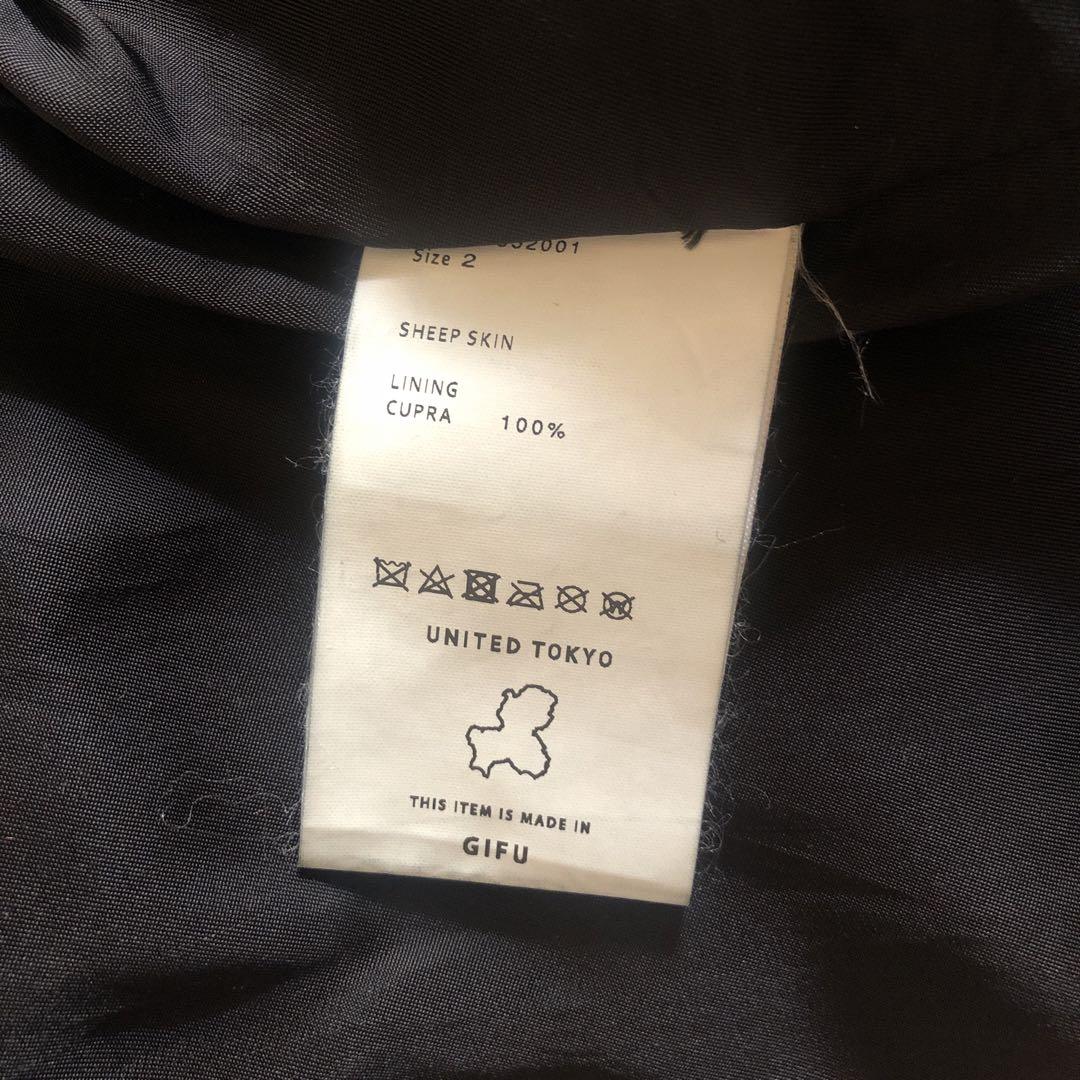 Size 2
SHEEP SKIN
LINING
CUPRA 100%
UNITED TOKYO
THIS ITEM IS MADE IN
GIFU